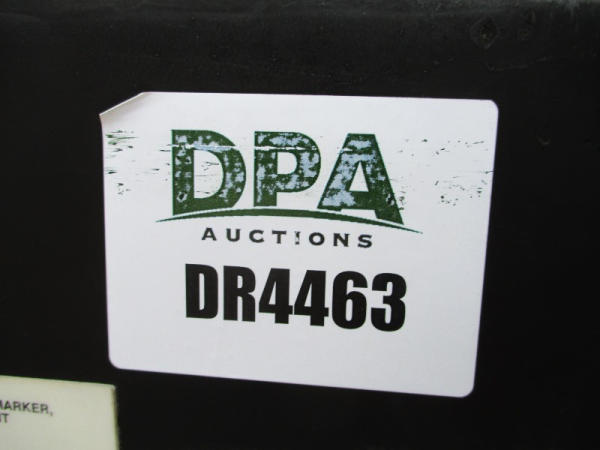 DPA
AUCTIONS
DR4463
MARKER,